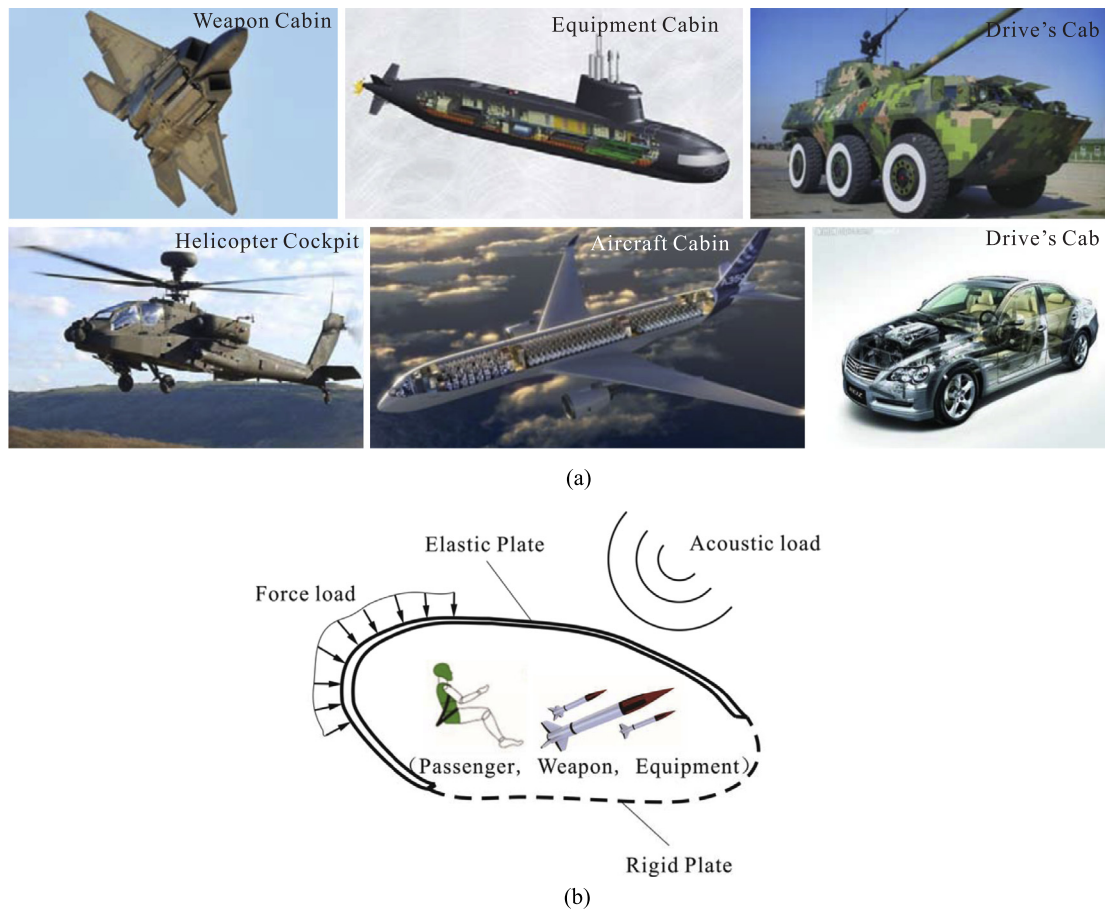 Weapon Cabin
Equipment Cabin
Drive's Cab
Helicopter Cockpit
Aircraft Cabin
Drive's Cab
(a)
Elastic Plate
Acoustic load
Force load
(Passenger, Weapon, Equipment)
Rigid Plate
(b)